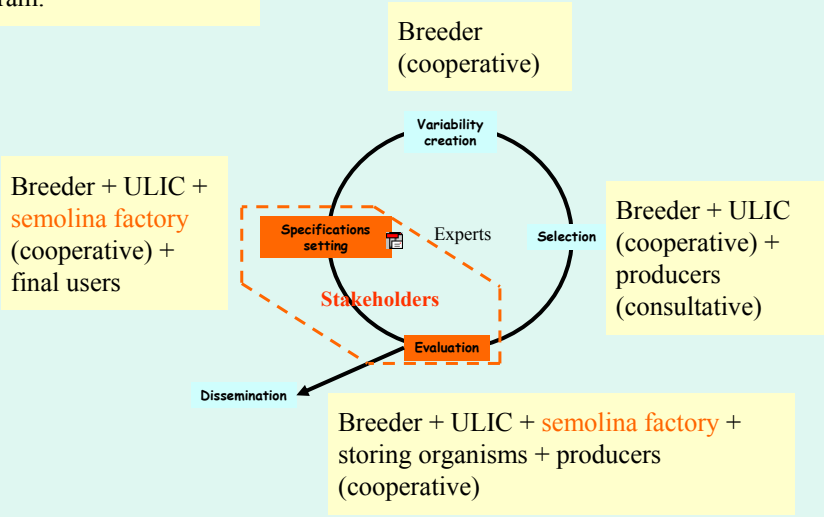 Breeder
(cooperative)
Variability
creation
Breeder + ULIC +
semolina factory
(cooperative) +
final users
Specifications
setting
Experts
Selection
Breeder + ULIC
(cooperative) +
producers
(consultative)
Stakeholders
Evaluation
Dissemination
Breeder + ULIC + semolina factory +
storing organisms + producers
(cooperative)